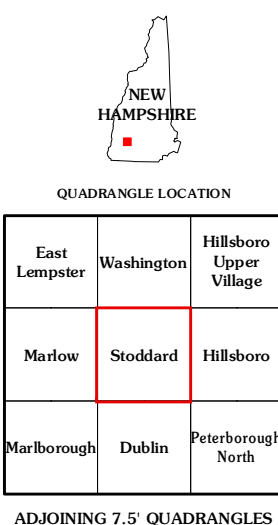 NEW
HAMPSHIRE
QUADRANGLE LOCATION
East
Lempster
Washington
Hillsboro
Upper
Village
Marlow
Stoddard
Hillsboro
Marlborough
Dublin
Peterborough
North
ADJOINING 7.5' QUADRANGLES